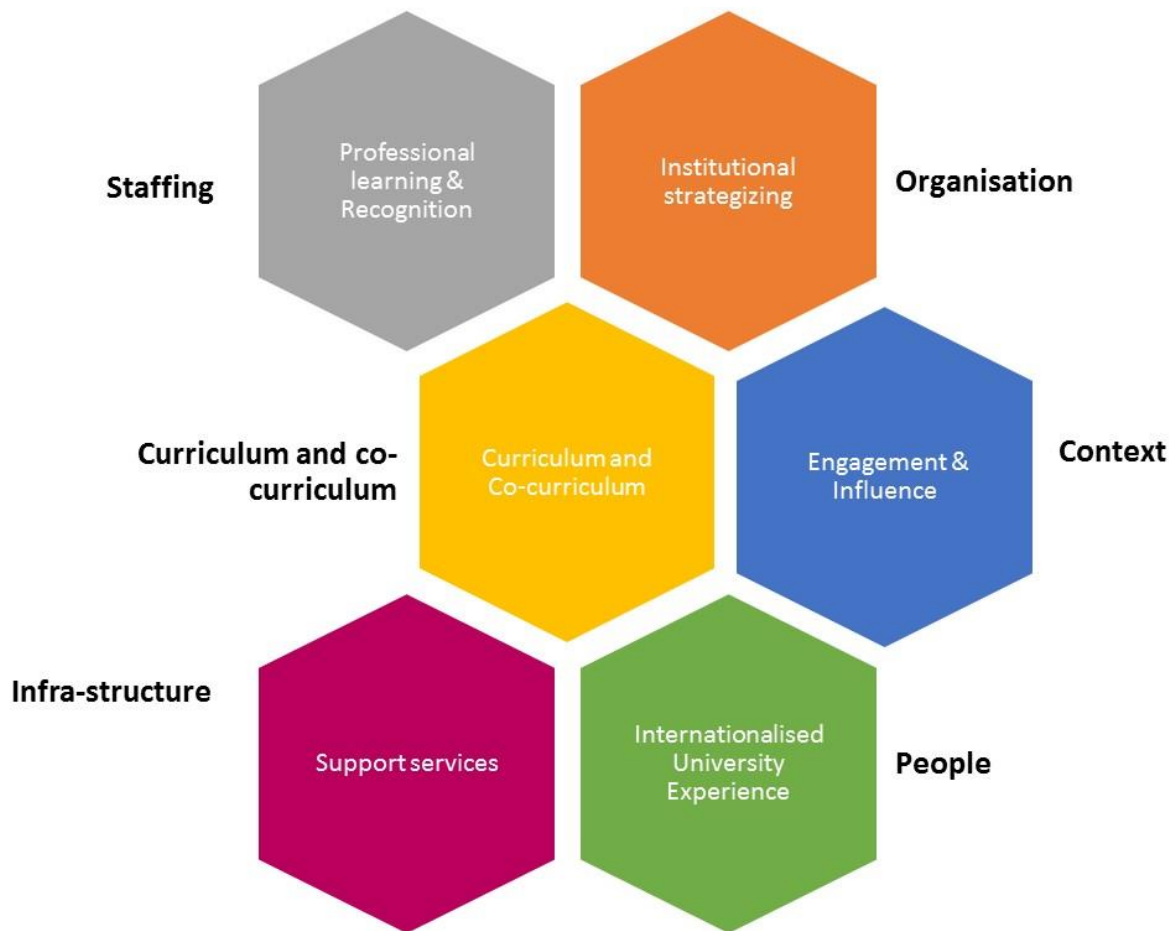 Professional
learning &
Recognition
Institutional
strategizing
Staffing
Organisation
Curriculum and co-
curriculum
Curriculum and
Co-curriculum
Engagement &
Influence
Context
Infra-structure
Support services
Internationalised
University
Experience
People